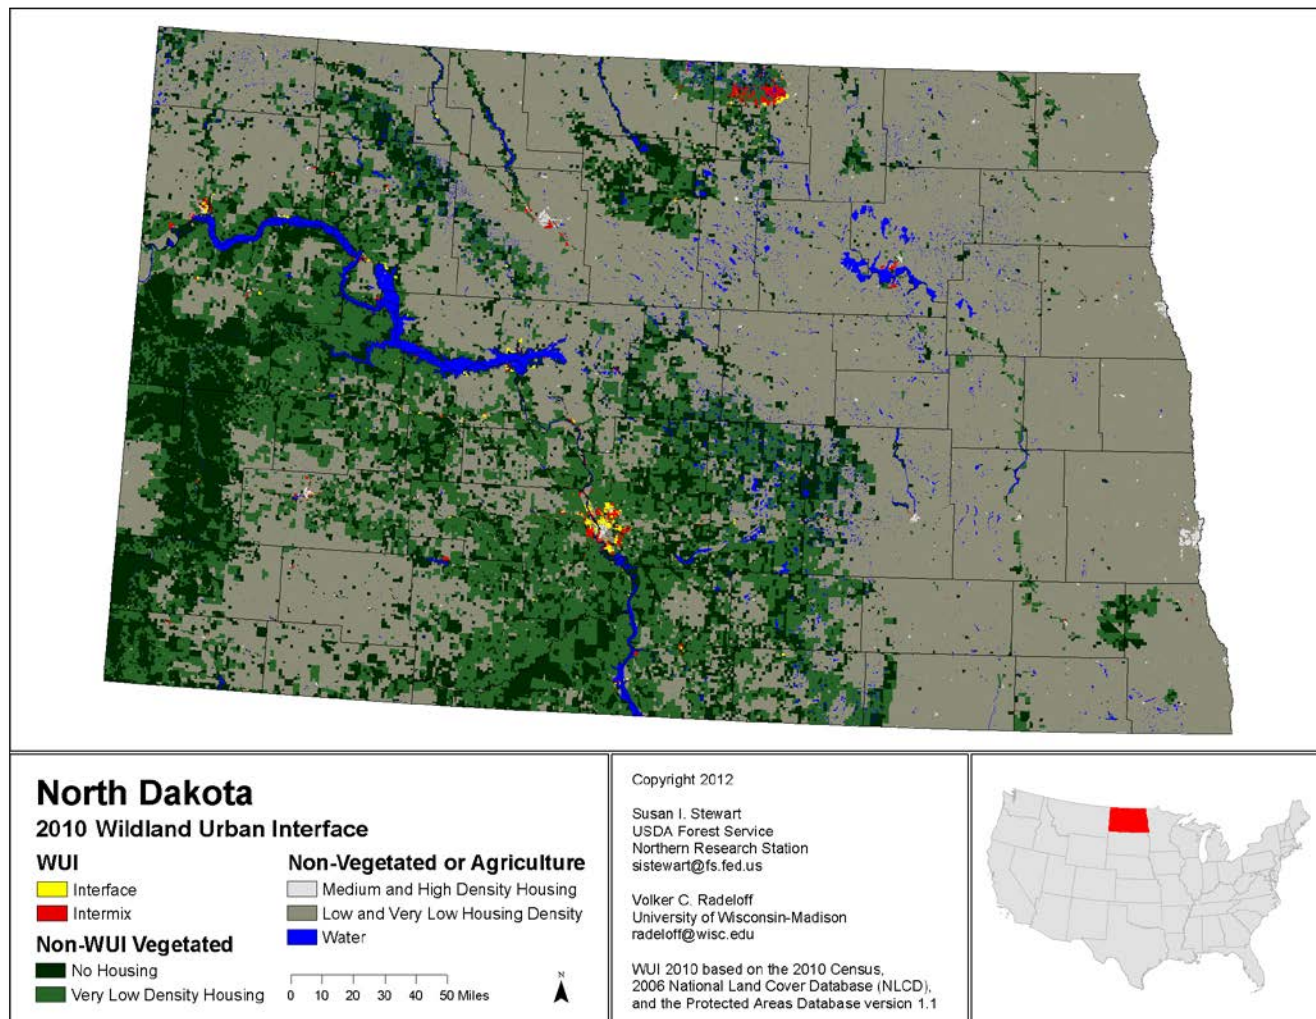 North Dakota
2010 Wildland Urban Interface
WUI
Interface
Intermix
Non-WUI Vegetated
No Housing
Very Low Density Housing
Non-Vegetated or Agriculture
Medium and High Density Housing
Low and Very Low Housing Density
Water
0 10 20 30 40 50 Miles
N
Copyright 2012
Susan I. Stewart
USDA Forest Service
Northern Research Station
sistewart@fs.fed.us
Volker C. Radeloff
University of Wisconsin-Madison
radeloff@wisc.edu
WUI 2010 based on the 2010 Census,
2006 National Land Cover Database (NLCD),
and the Protected Areas Database version 1.1